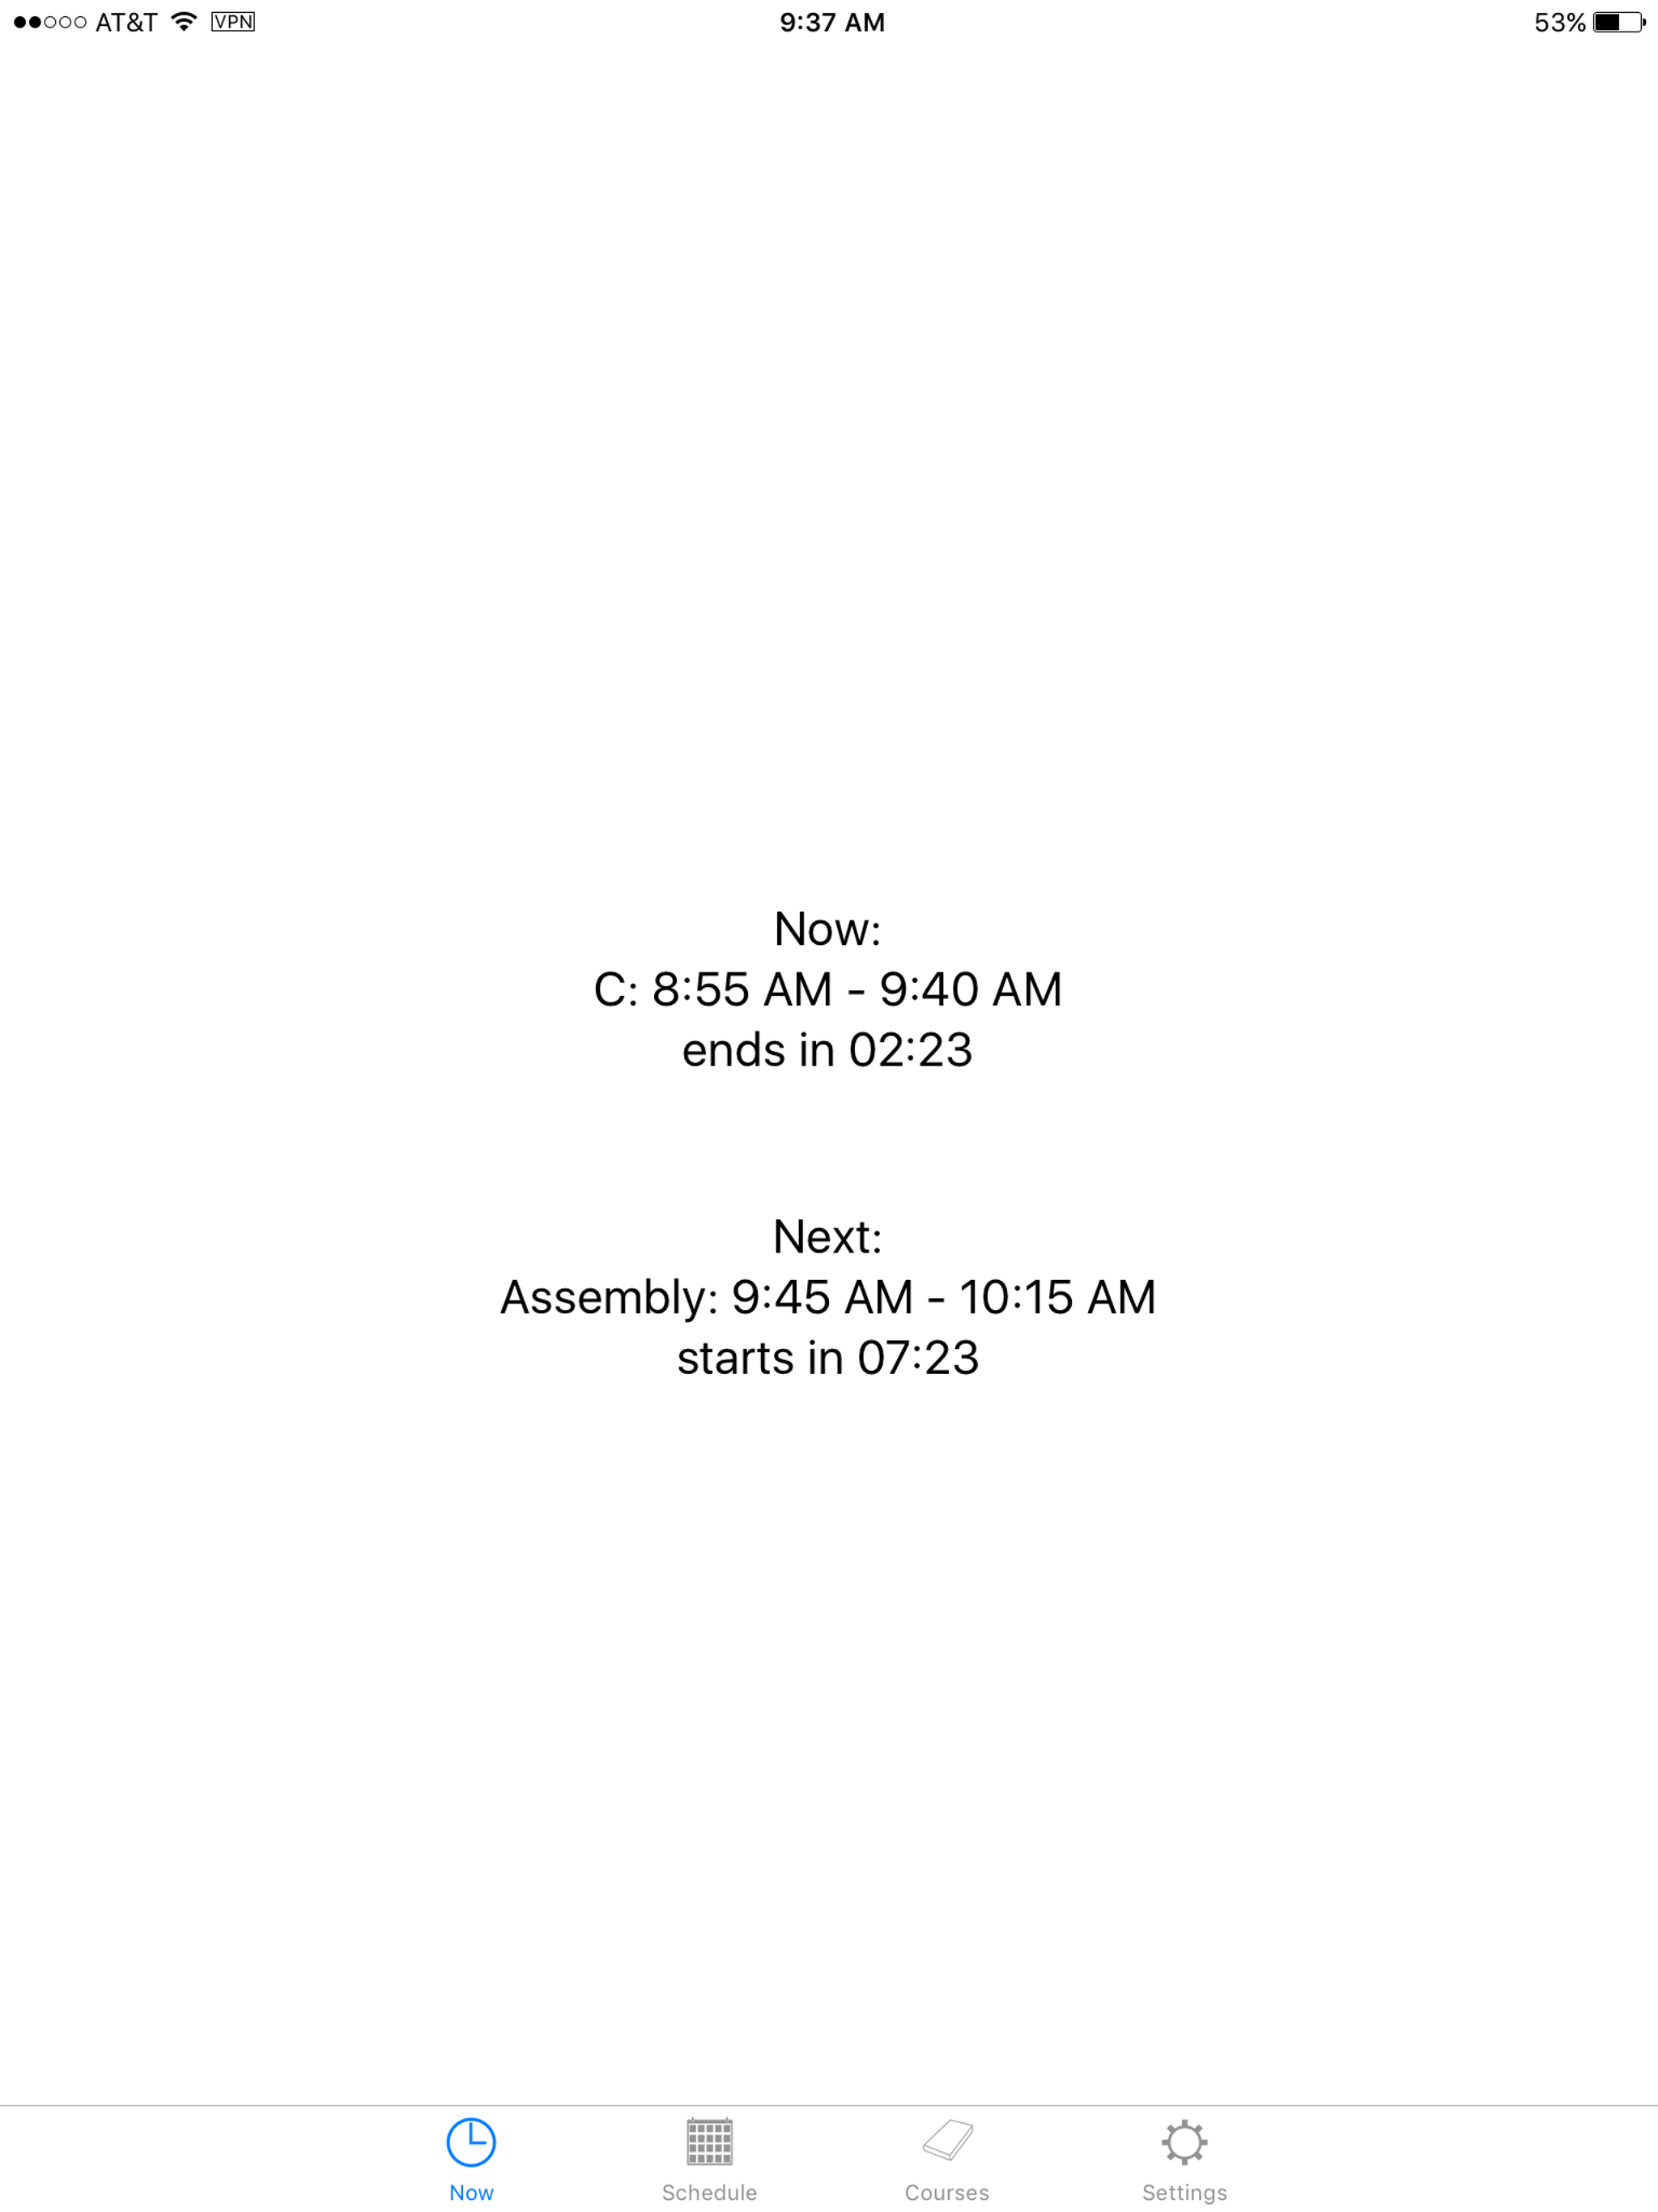 AT&T VPN 9:37 AM 53%
Now:
C: 8:55 AM - 9:40 AM
ends in 02:23
Next:
Assembly: 9:45 AM - 10:15 AM
starts in 07:23
Now Schedule Courses Settings